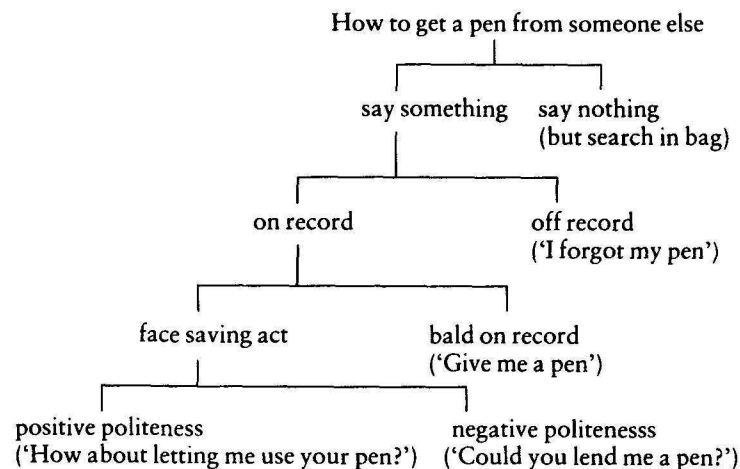 How to get a pen from someone else
say something say nothing
(but search in bag)
on record off record
('I forgot my pen')
face saving act bald on record
('Give me a pen')
positive politeness negative politenesss
('How about letting me use your pen?') ('Could you lend me a pen?')